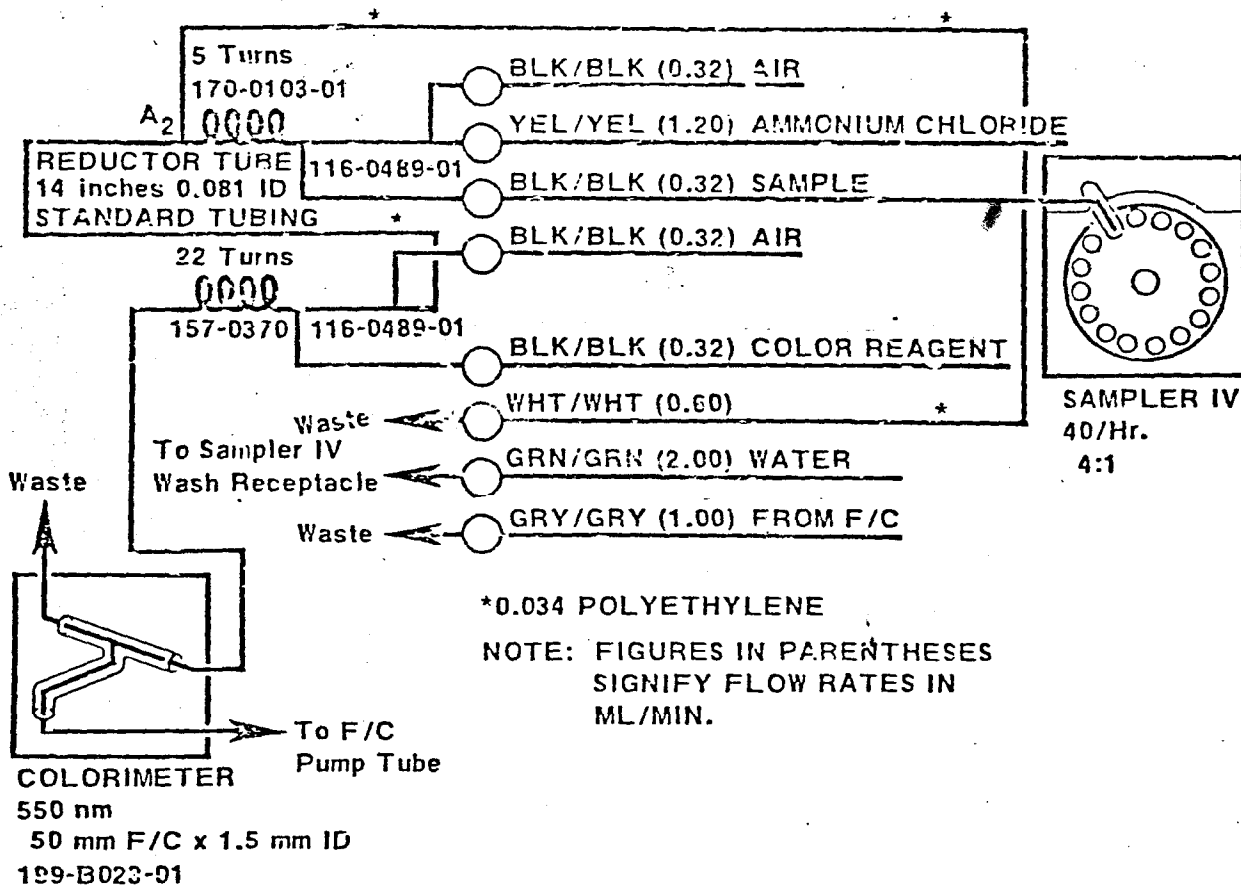 *
*
5 Turns
170-0103-01
A2
BLK/BLK (0.32) AIR
YEL/YEL (1.20) AMMONIUM CHLORIDE
REDUCTOR TUBE
14 inches 0.081 ID
STANDARD TUBING
116-0489-01
BLK/BLK (0.32) SAMPLE
*
BLK/BLK (0.32) AIR
22 Turns
157-0370
116-0489-01
BLK/BLK (0.32) COLOR REAGENT
Waste
WHT/WHT (0.60)
*
To Sampler IV
Wash Receptacle
GRN/GRN (2.00) WATER
Waste
GRY/GRY (1.00) FROM F/C
SAMPLER IV
40/Hr.
4:1
Waste
*0.034 POLYETHYLENE
NOTE: FIGURES IN PARENTHESES
SIGNIFY FLOW RATES IN
ML/MIN.
To F/C
Pump Tube
COLORIMETER
550 nm
50 mm F/C x 1.5 mm ID
199-B023-01